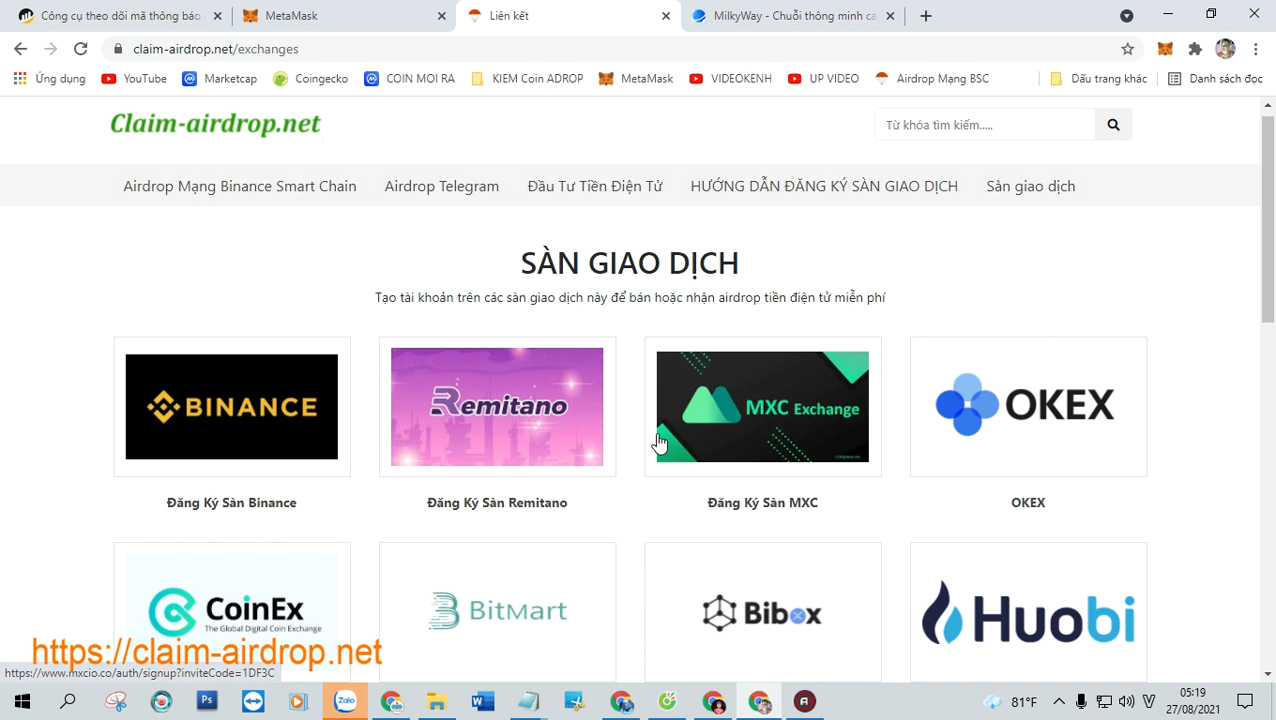 Công cụ theo dõi mã thông báo
MetaMask
Liên kết
MilkyWay - Chuỗi thông minh ca
claim-airdrop.net/exchanges
Ứng dụng
YouTube
Marketcap
Coingecko
COIN MOI RA
KIEM Coin ADROP
MetaMask
VIDEOKENH
UP VIDEO
Airdrop Mạng BSC
Dấu trang khác
Danh sách đọc
Claim-airdrop.net
Từ khóa tìm kiếm.....
Airdrop Mạng Binance Smart Chain
Airdrop Telegram
Đầu Tư Tiền Điện Tử
HƯỚNG DẪN ĐĂNG KÝ SÀN GIAO DỊCH
Sàn giao dịch
SÀN GIAO DỊCH
Tạo tài khoản trên các sàn giao dịch này để bán hoặc nhận airdrop tiền điện tử miễn phí
BINANCE
Remitano
MXC Exchange
OKEX
Đăng Ký Sàn Binance
Đăng Ký Sàn Remitano
Đăng Ký Sàn MXC
OKEX
CoinEx
The Global Digital Coin Exchange
BitMart
Bibox
Huobi
https://claim-airdrop.net
https://www.mxcio.co/auth/signup?inviteCode=1DF3C
Ps
Zalo
81°F
V
05:19
27/08/2021